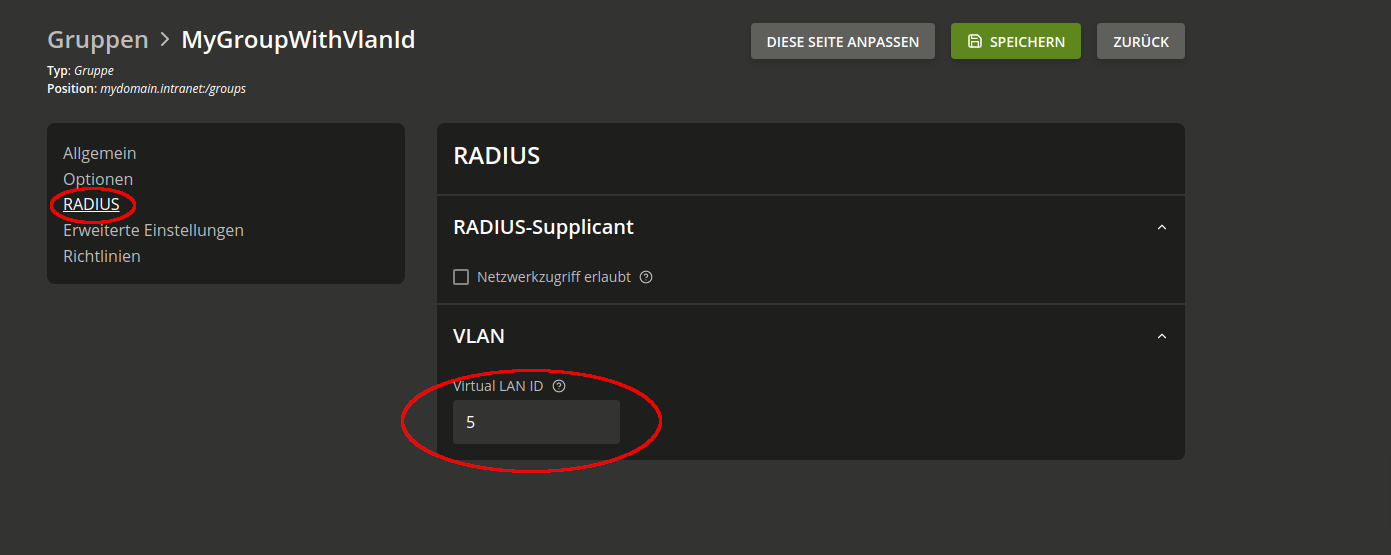 Gruppen > MyGroupWithVlanId
Typ: Gruppe
Position: mydomain.intranet:/groups
DIESE SEITE ANPASSEN
SPEICHERN
ZURÜCK
Allgemein
Optionen
RADIUS
Erweiterte Einstellungen
Richtlinien
RADIUS
RADIUS-Supplicant
Netzwerkzugriff erlaubt
VLAN
Virtual LAN ID
5